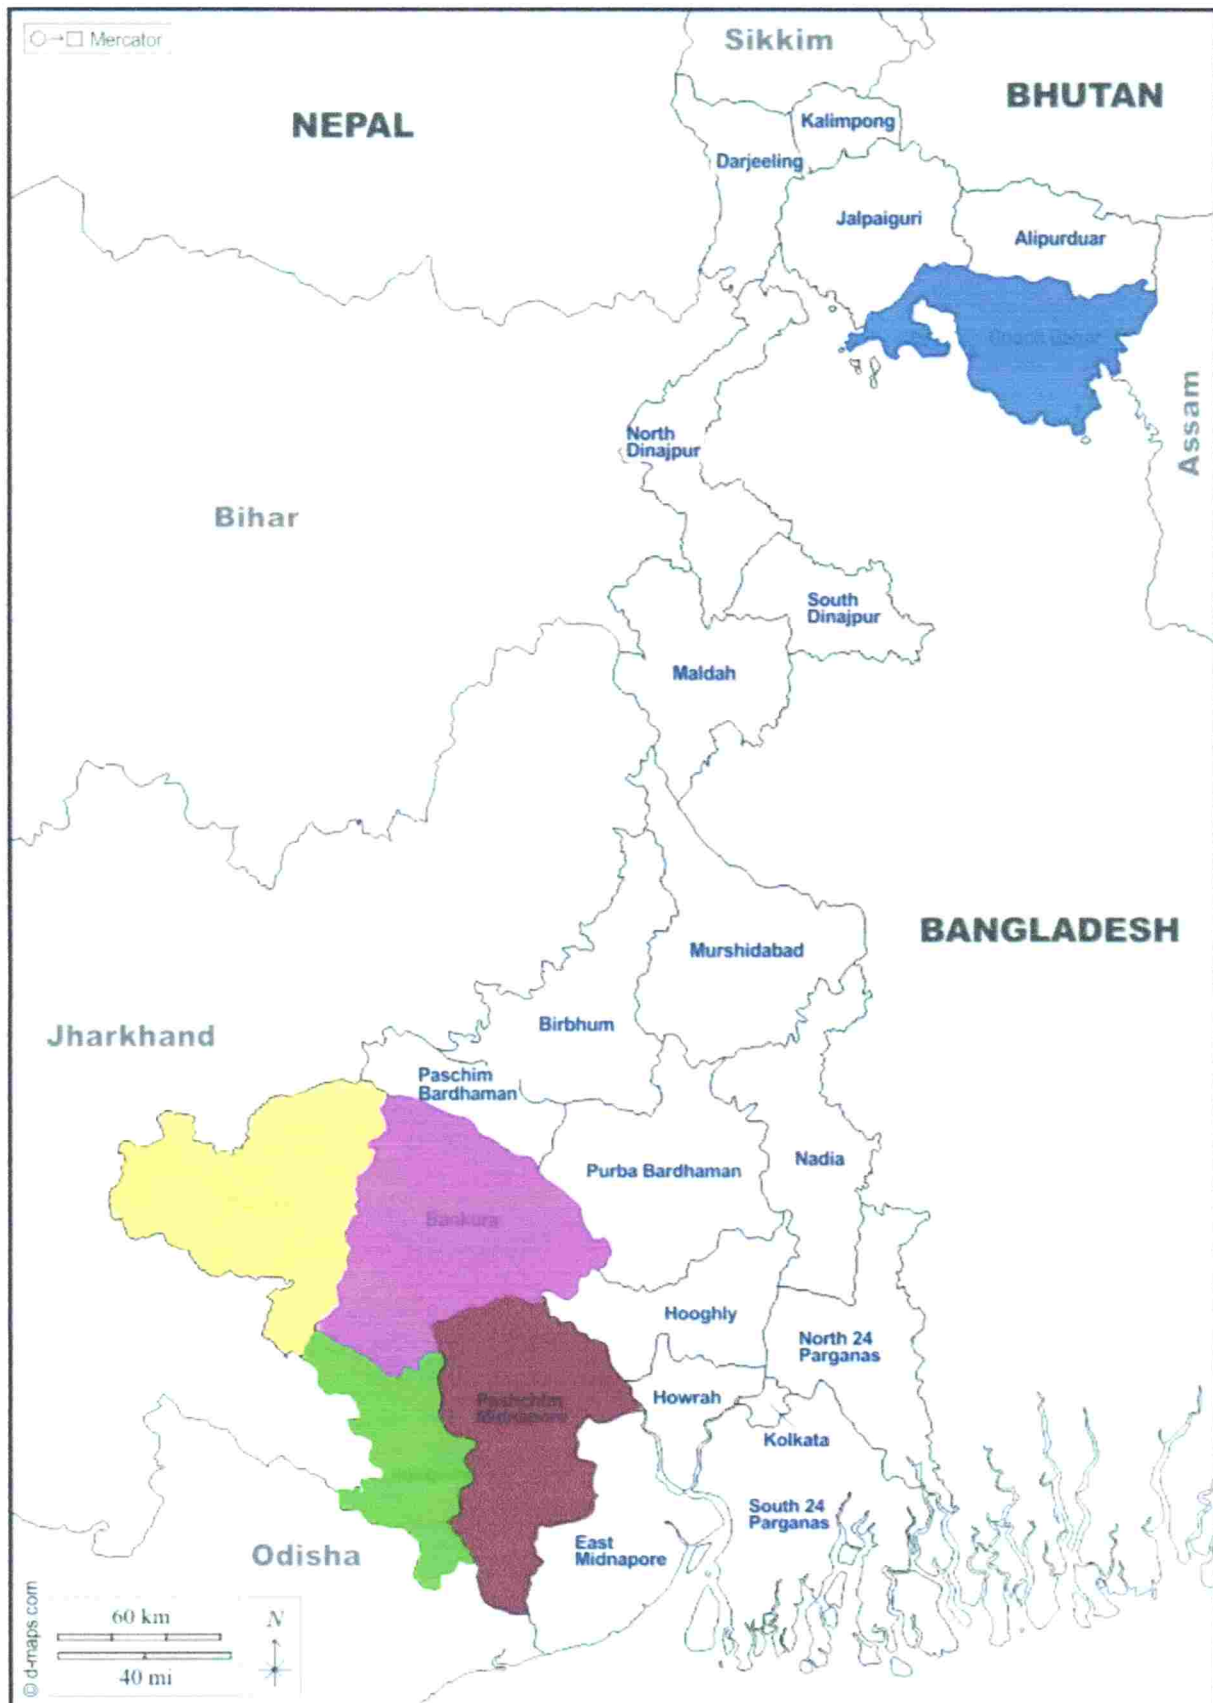 Mercator
Sikkim
BHUTAN
NEPAL
Kalimpong
Darjeeling
Jalpaiguri
Alipurduar
Assam
North
Dinajpur
Bihar
South
Dinajpur
Maldah
BANGLADESH
Murshidabad
Birbhum
Jharkhand
Paschim
Bardhaman
Purba Bardhaman
Nadia
Bankura
Hooghly
North 24
Parganas
Howrah
Pashchim
Midnapore
Kolkata
South 24
Parganas
East
Midnapore
Odisha
60 km
N
40 mi
© d-maps.com